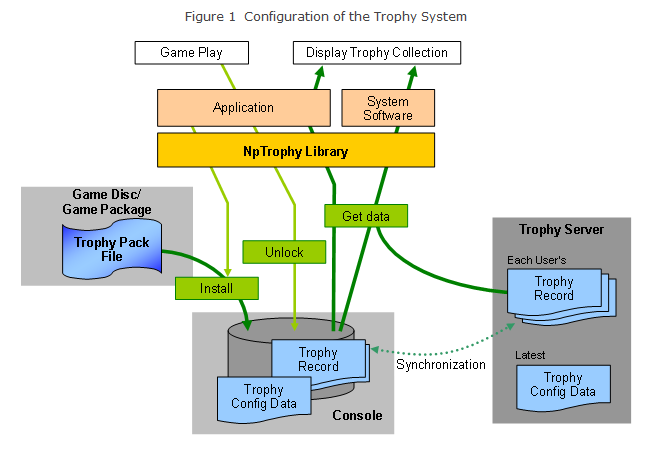 Figure 1  Configuration of the Trophy System
Game Play
Display Trophy Collection
Application
System
Software
NpTrophy Library
Game Disc/
Game Package
Trophy Pack
File
Get data
Unlock
Install
Trophy Server
Each User's
Trophy
Record
Latest
Trophy
Config Data
Synchronization
Trophy
Record
Trophy
Config Data
Console